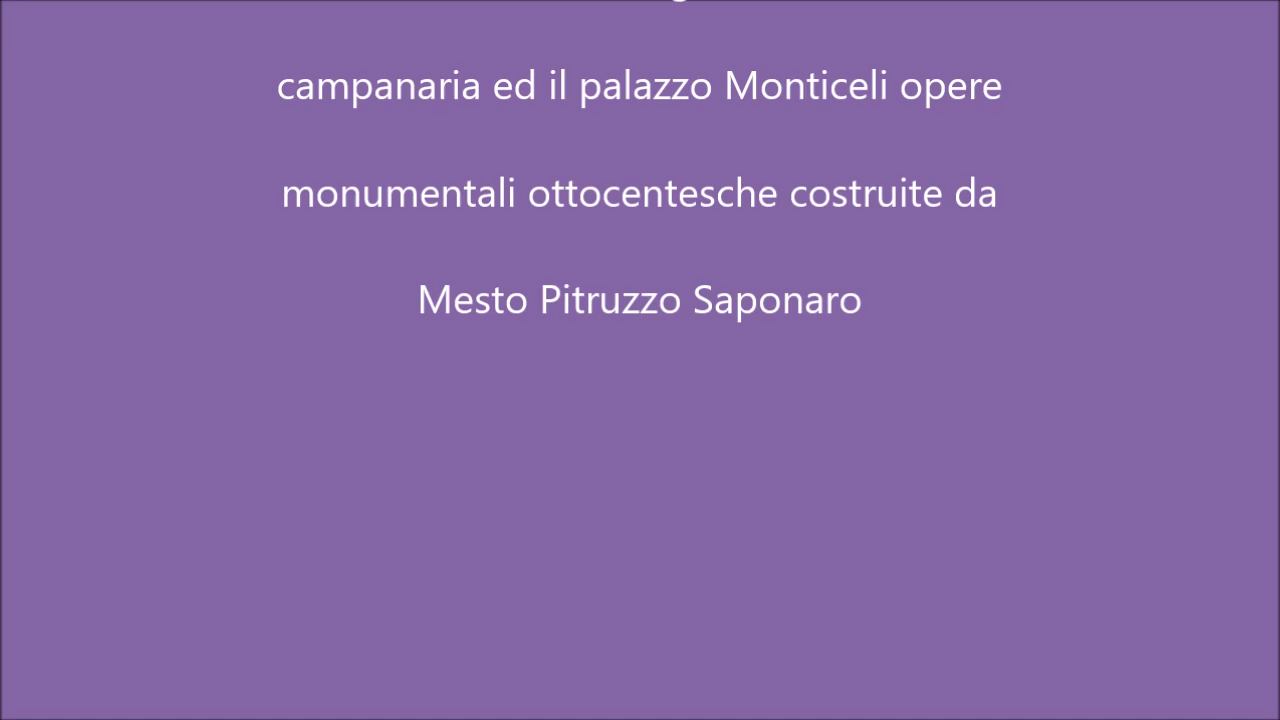 campanaria ed il palazzo Monticeli opere
monumentali ottocentesche costruite da
Mesto Pitruzzo Saponaro